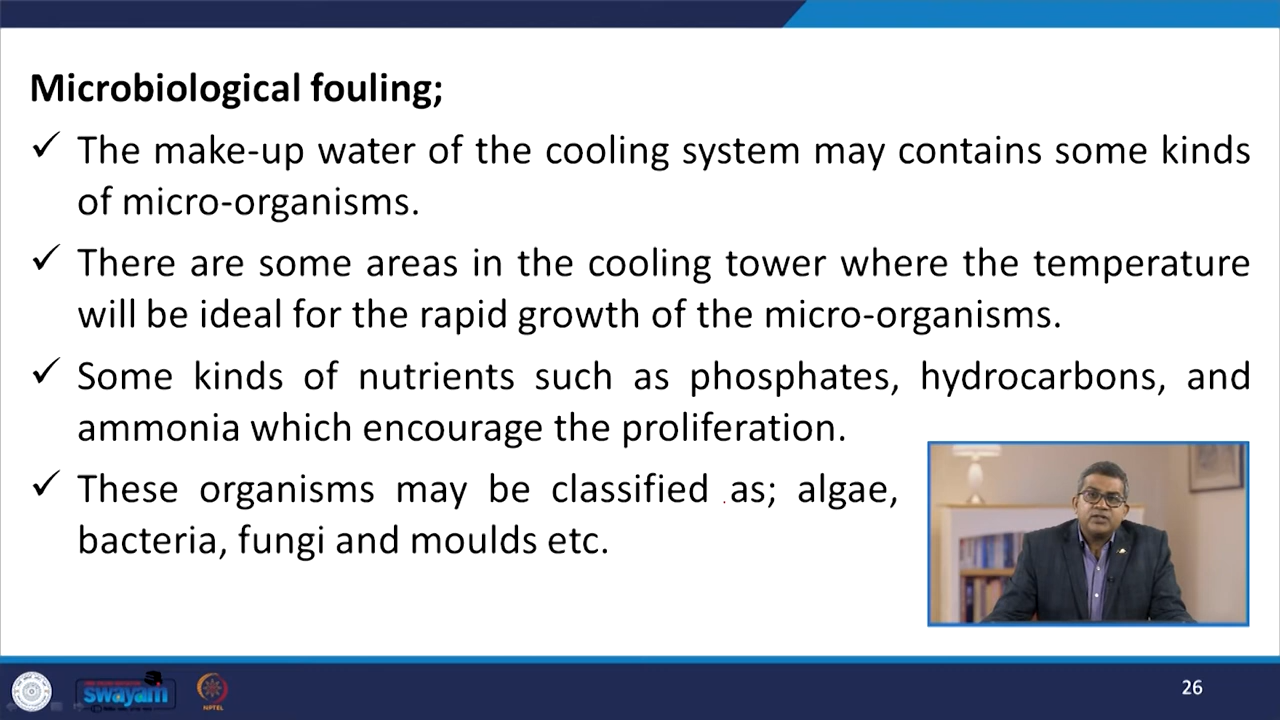 Microbiological fouling;
✓ The make-up water of the cooling system may contains some kinds
of micro-organisms.
✓ There are some areas in the cooling tower where the temperature
will be ideal for the rapid growth of the micro-organisms.
✓ Some kinds of nutrients such as phosphates, hydrocarbons, and
ammonia which encourage the proliferation.
✓ These organisms may be classified as; algae,
bacteria, fungi and moulds etc.
swayam
NPTEL
26